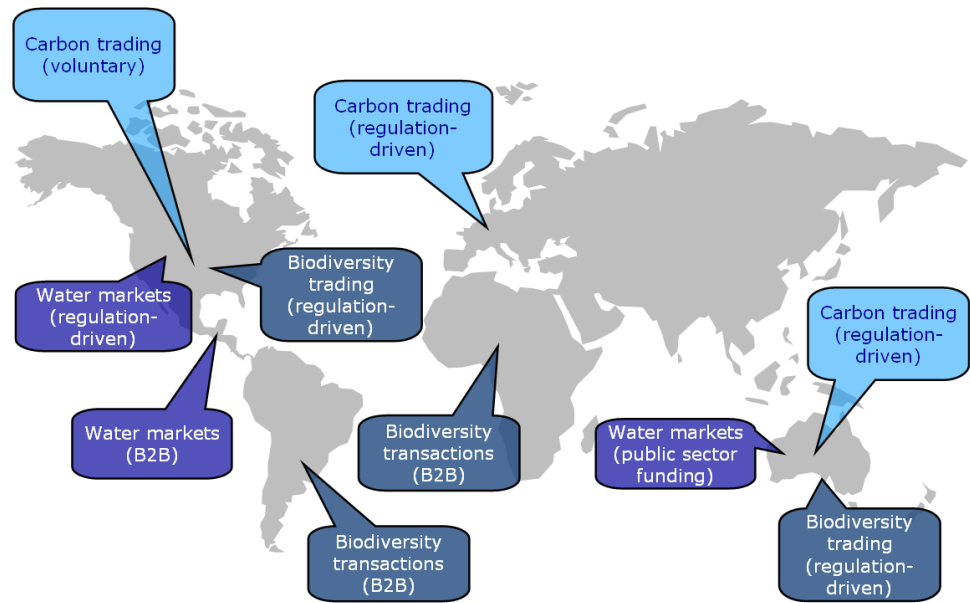 Carbon trading
(voluntary)
Carbon trading
(regulation-
driven)
Biodiversity
trading
(regulation-
driven)
Water markets
(regulation-
driven)
Carbon trading
(regulation-
driven)
Water markets
(B2B)
Biodiversity
transactions
(B2B)
Water markets
(public sector
funding)
Biodiversity
transactions
(B2B)
Biodiversity
trading
(regulation-
driven)